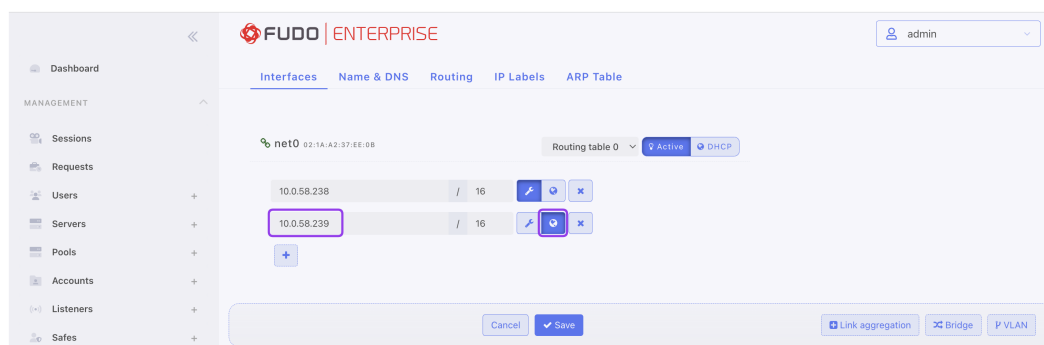 FUDO ENTERPRISE
admin
Dashboard
Interfaces Name & DNS Routing IP Labels ARP Table
MANAGEMENT
Sessions
net0 02:1A:A2:37:EE:0B Routing table 0 Active DHCP
Requests
10.0.58.238 / 16
Users +
10.0.58.239 / 16
Servers +
Pools +
+
Accounts +
Listeners +
Cancel Save Link aggregation Bridge VLAN
Safes +